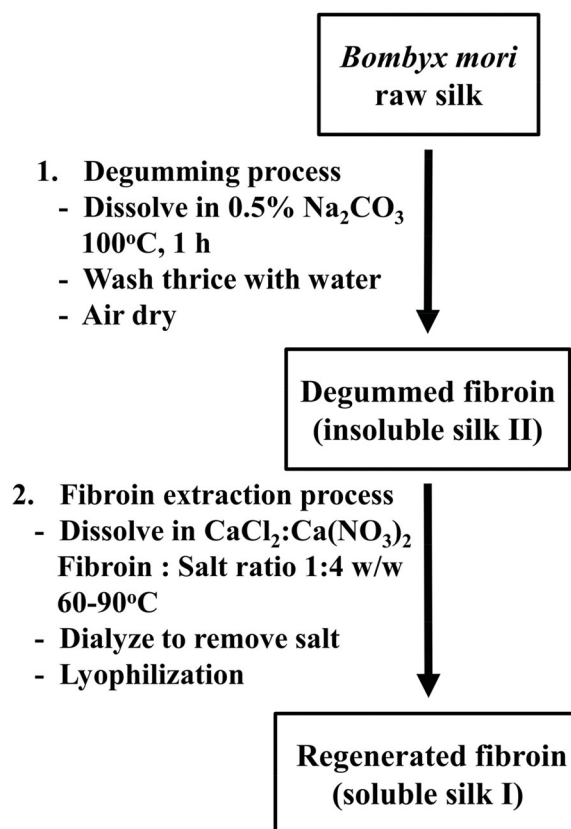 Bombyx mori
raw silk
1. Degumming process
- Dissolve in 0.5% Na₂CO₃
100ᵒC, 1 h
- Wash thrice with water
- Air dry
Degummed fibroin
(insoluble silk II)
2. Fibroin extraction process
- Dissolve in CaCl₂:Ca(NO₃)₂
Fibroin : Salt ratio 1:4 w/w
60-90ᵒC
- Dialyze to remove salt
- Lyophilization
Regenerated fibroin
(soluble silk I)